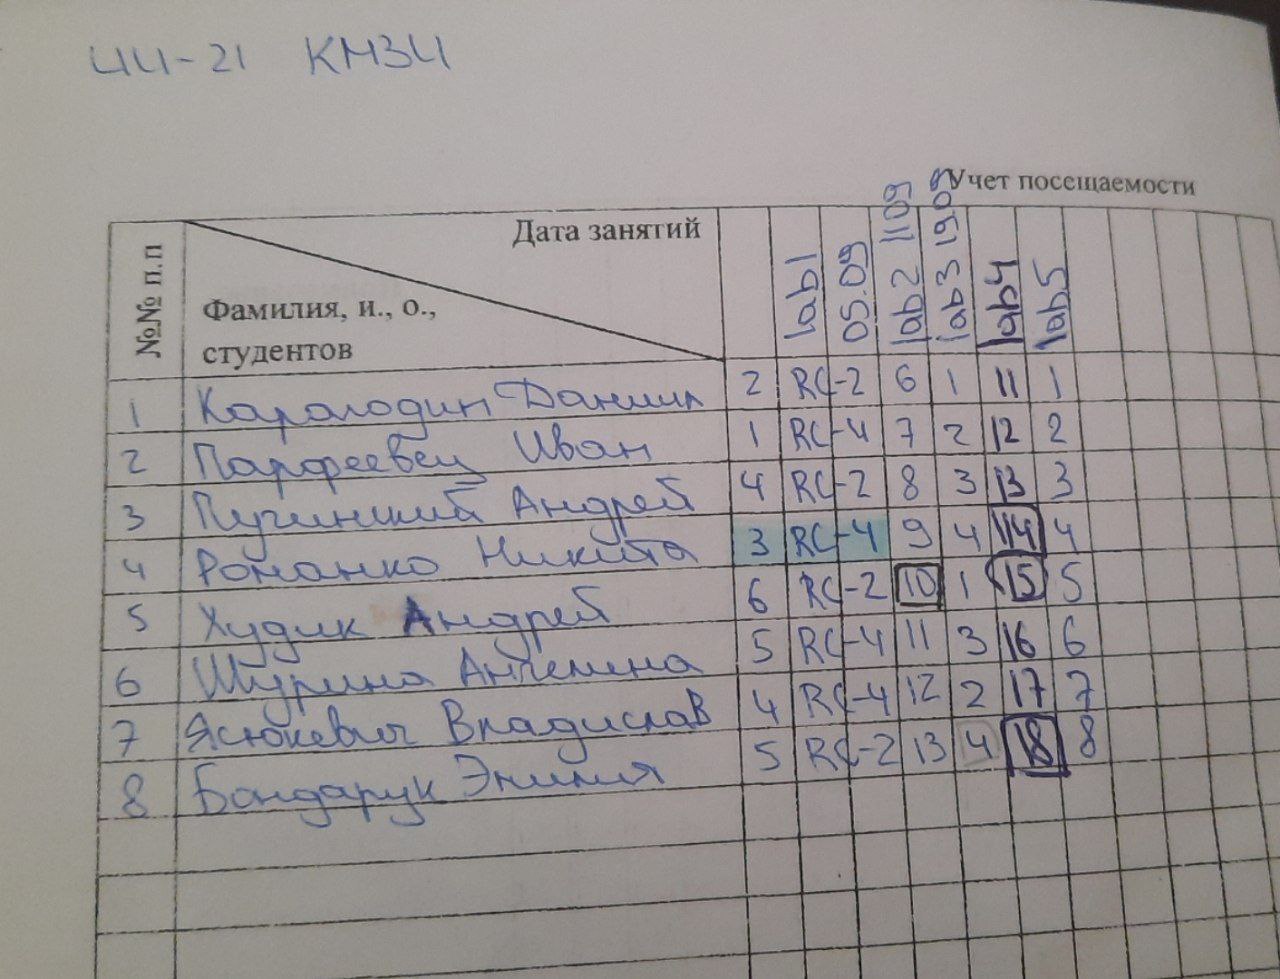 ИИ-21 КМЗИ
Учет посещаемости
№№ п.п
Дата занятий
Фамилия, и., о.,
студентов
lab1
05.09
lab2 1109
lab3 19.09
lab4
lab5
1 Карагодин Даниил 2 RC-2 6 1 11 1
2 Парфеевец Иван 1 RC-4 7 2 12 2
3 Пучинский Андрей 4 RC-2 8 3 13 3
4 Романко Никита 3 RC-4 9 4 14 4
5 Худик Андрей 6 RC-2 10 1 15 5
6 Шурина Ангелина 5 RC-4 11 3 16 6
7 Ясюкевич Владислав 4 RC-4 12 2 17 7
8 Бондарук Эмилия 5 RC-2 13 4 18 8